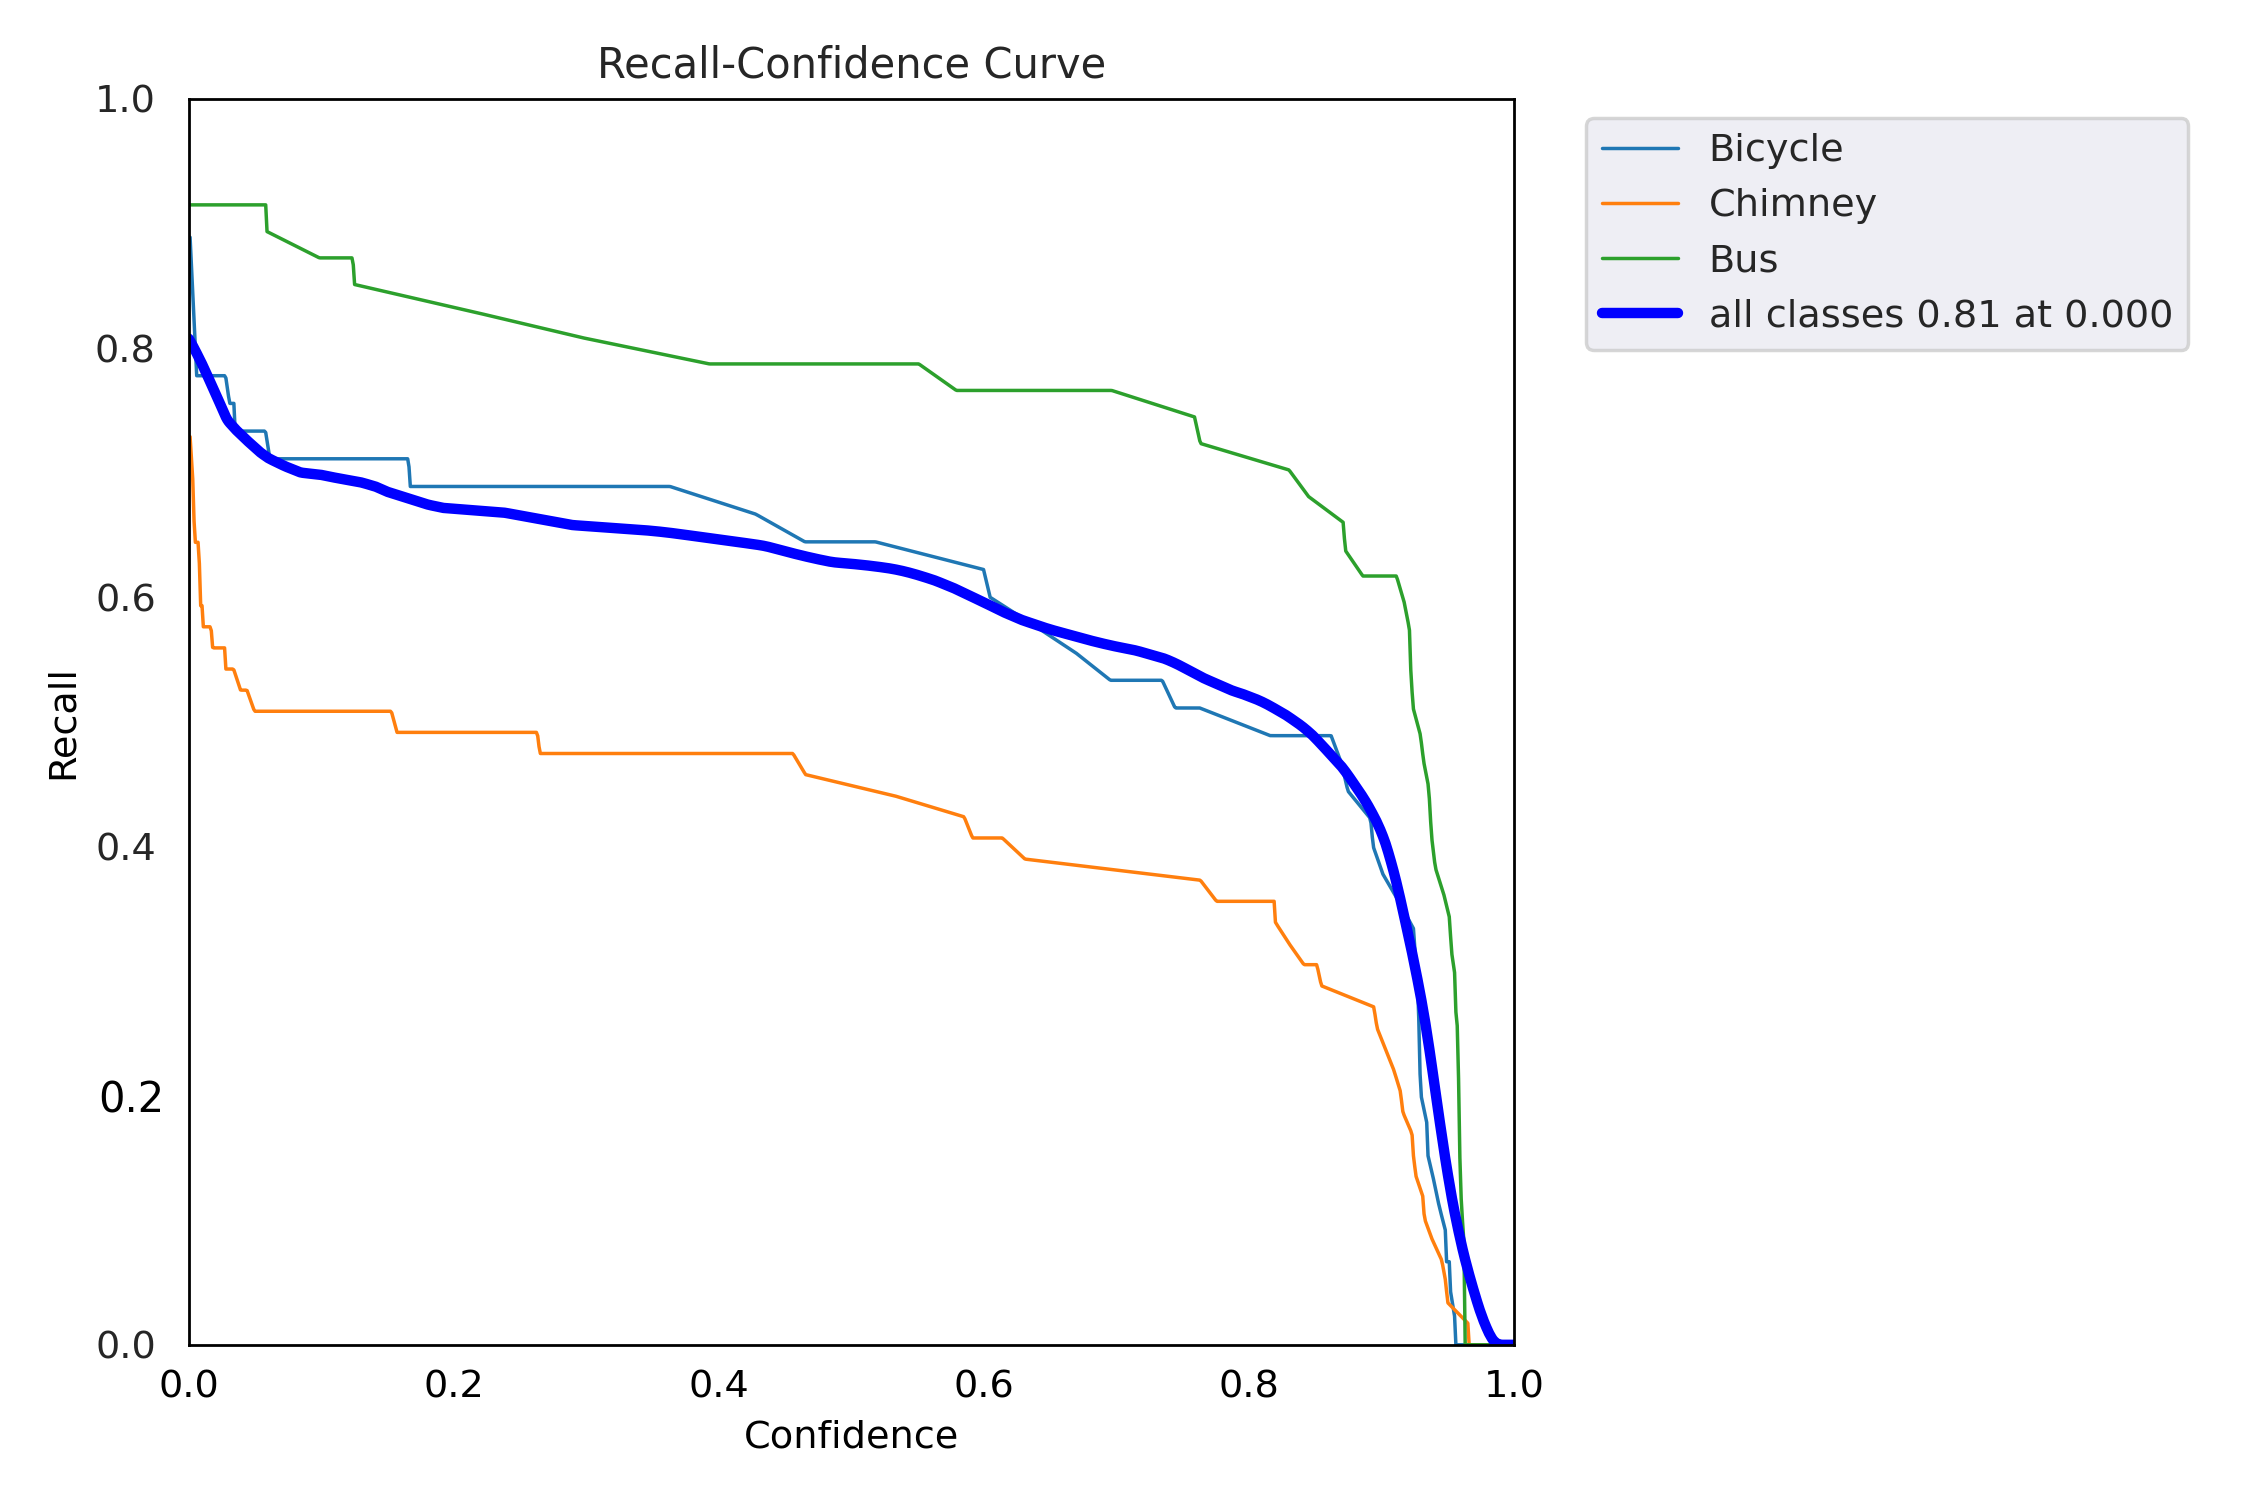 Recall-Confidence Curve
1.0
0.8
0.6
0.4
0.2
0.0
Recall
0.0 0.2 0.4 0.6 0.8 1.0
Confidence
Bicycle
Chimney
Bus
all classes 0.81 at 0.000